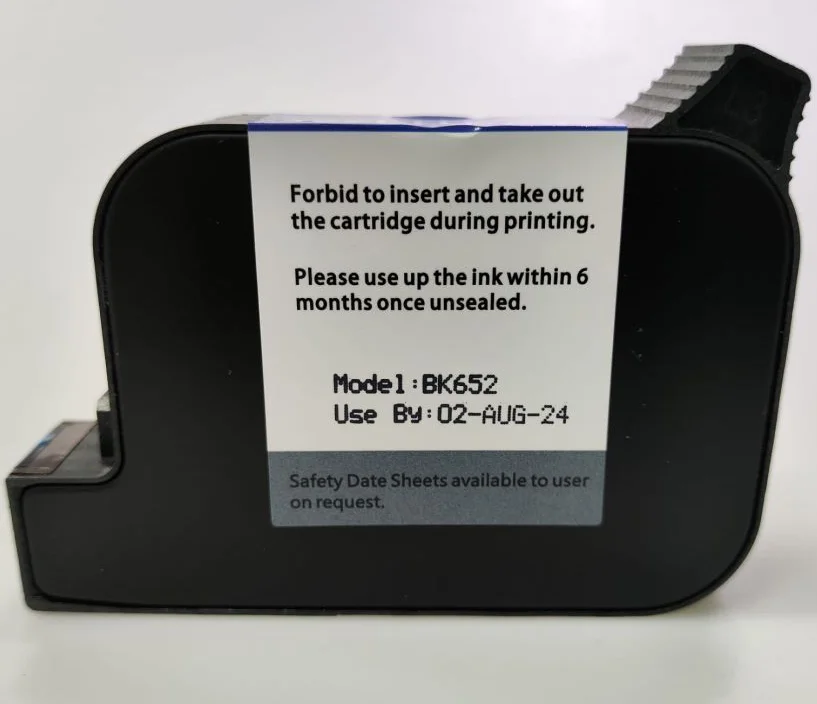 Forbid to insert and take out
the cartridge during printing.
Please use up the ink within 6
months once unsealed.
Model:BK652
Use By:02-AUG-24
Safety Date Sheets available to user
on request.